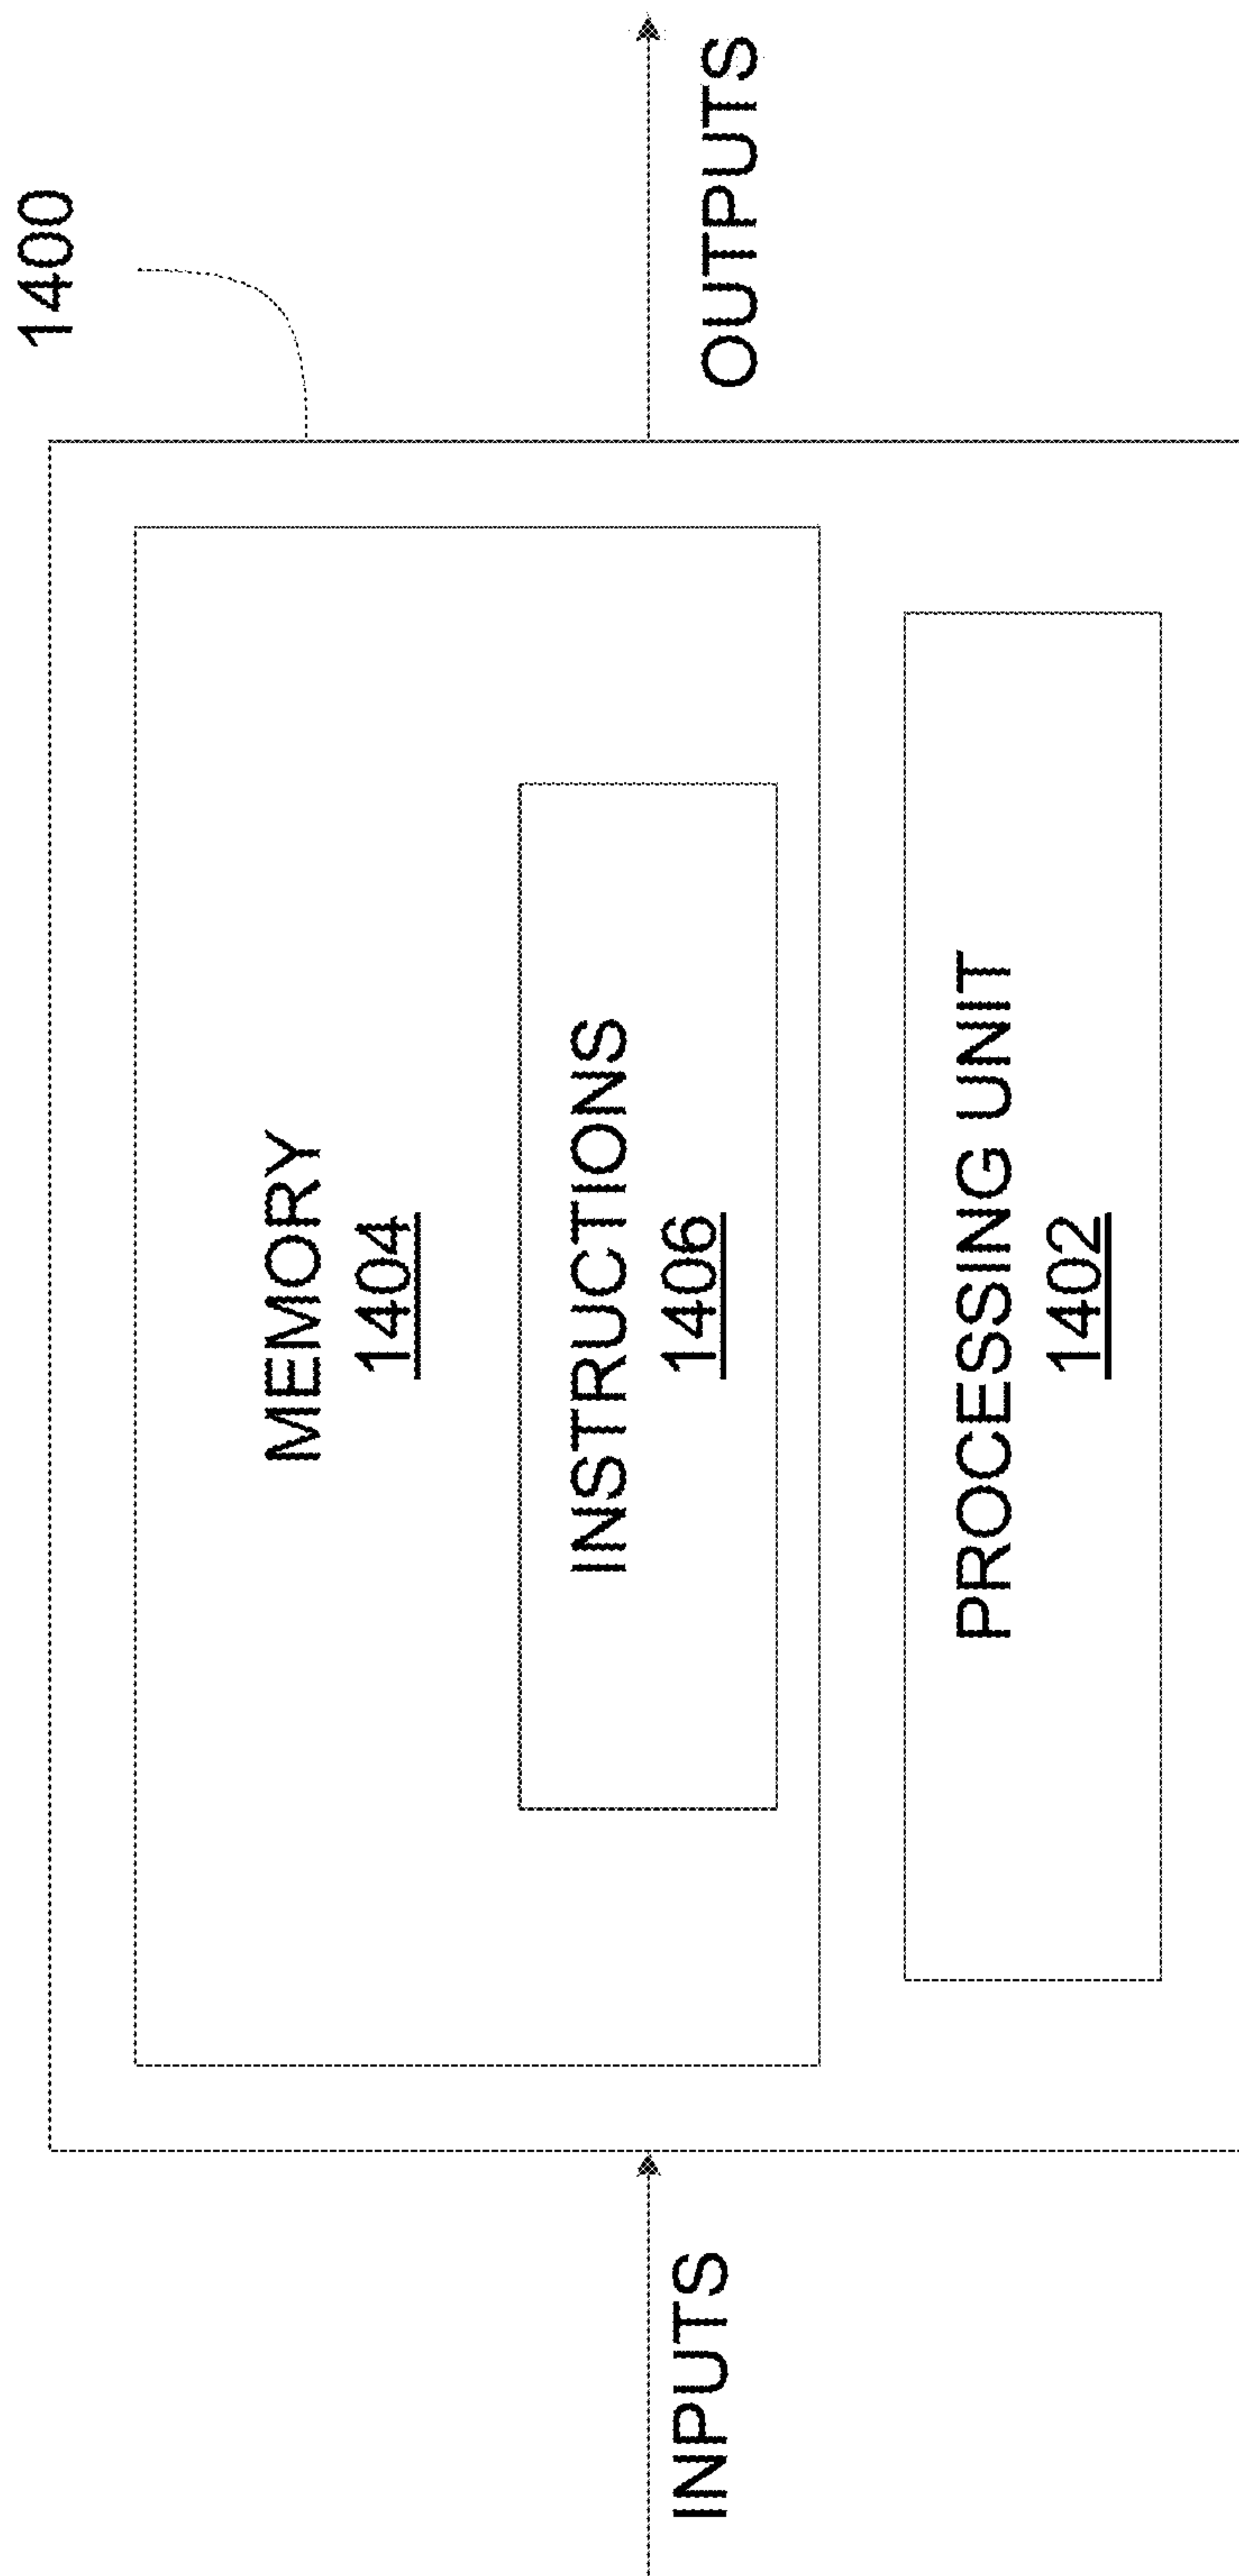 1400
MEMORY
1404
INSTRUCTIONS
1406
INPUTS
OUTPUTS
PROCESSING UNIT
1402